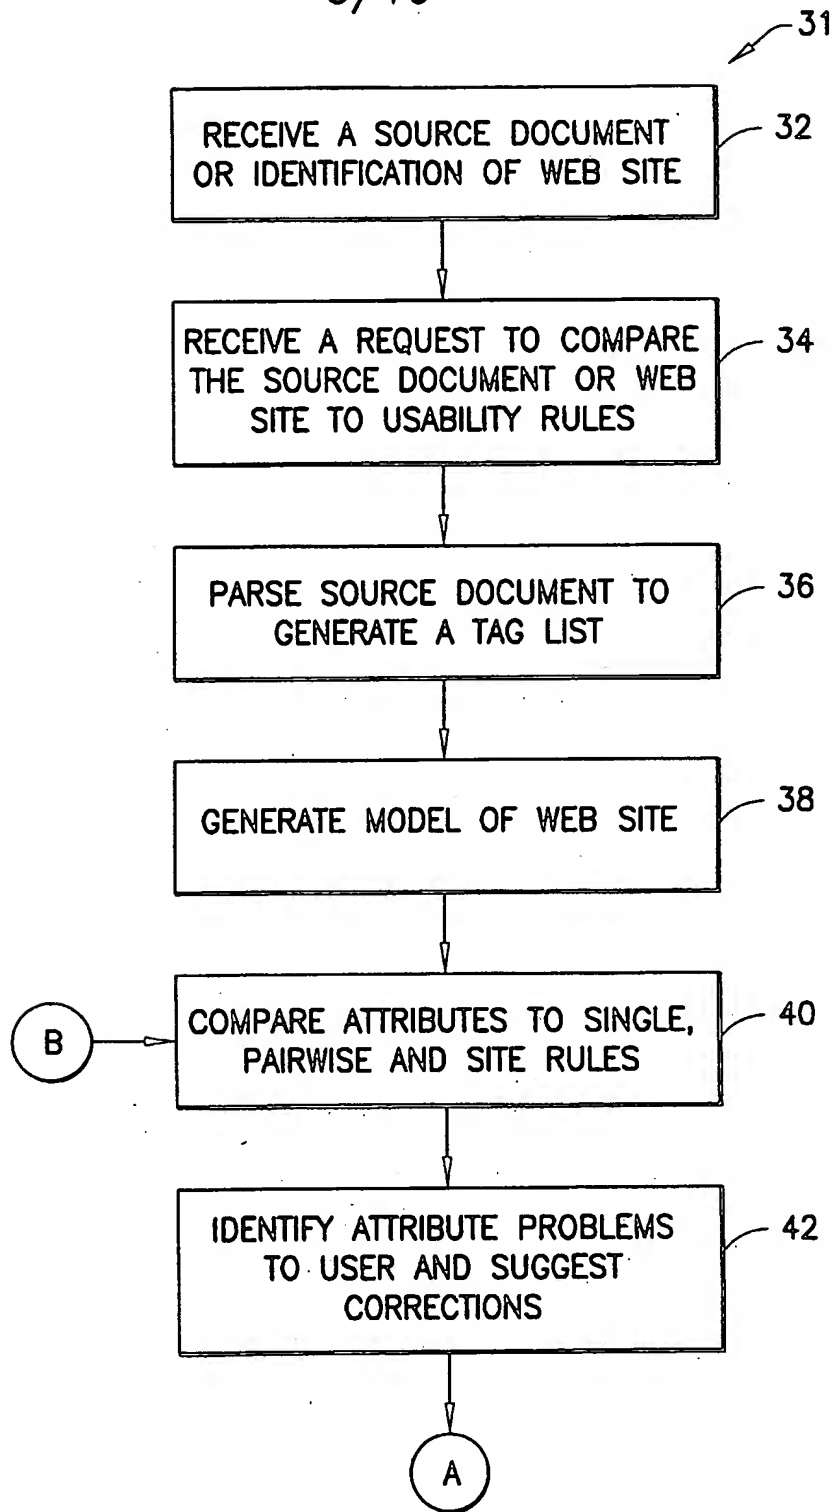 31
RECEIVE A SOURCE DOCUMENT
OR IDENTIFICATION OF WEB SITE
32
RECEIVE A REQUEST TO COMPARE
THE SOURCE DOCUMENT OR WEB
SITE TO USABILITY RULES
34
PARSE SOURCE DOCUMENT TO
GENERATE A TAG LIST
36
GENERATE MODEL OF WEB SITE
38
B
COMPARE ATTRIBUTES TO SINGLE,
PAIRWISE AND SITE RULES
40
IDENTIFY ATTRIBUTE PROBLEMS
TO USER AND SUGGEST
CORRECTIONS
42
A